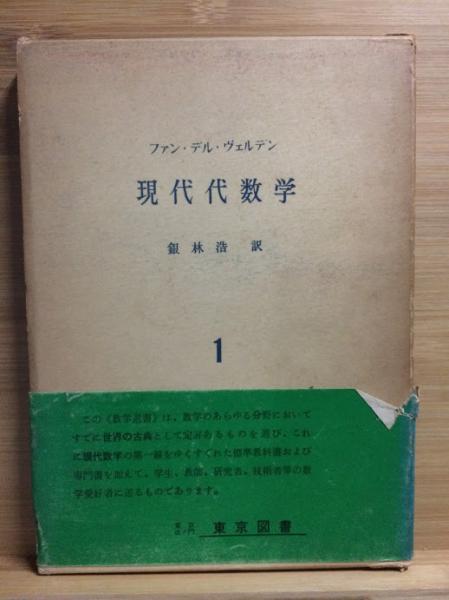 ファン・デル・ヴェルデン
現代代数学
銀林浩 訳
1
この《数学選書》は、数学のあらゆる分野において
すでに世界の古典として定評あるものを選び、これ
に現代数学の第一線をゆくすぐれた標準教科書および
専門書を加えて、学生、教師、研究者、技術者等の数
学愛好者に送るものであります。
東京図書